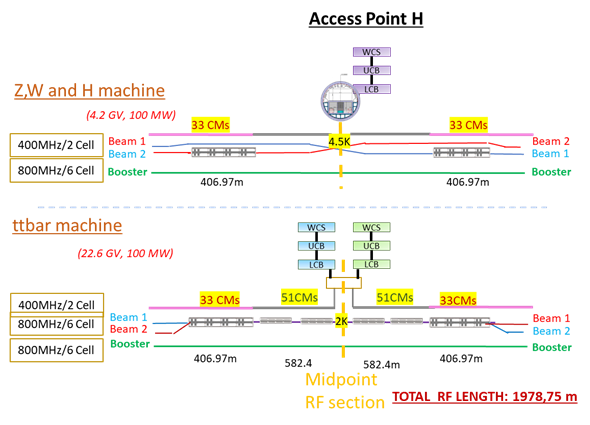 Access Point H
WCS
UCB
LCB
Z,W and H machine
(4.2 GV, 100 MW)
33 CMs
33 CMs
4.5K
400MHz/2 Cell
Beam 1
Beam 2
Beam 2
Beam 1
800MHz/6 Cell
Booster
Booster
406.97m
406.97m
ttbar machine
(22.6 GV, 100 MW)
WCS
WCS
UCB
UCB
LCB
LCB
33 CMs
51CMs
51CMs
33CMs
400MHz/2 Cell
800MHz/6 Cell
Beam 1
Beam 2
2K
Beam 1
Beam 2
800MHz/6 Cell
Booster
Booster
406.97m
582.4
582.4m
406.97m
Midpoint
RF section
TOTAL RF LENGTH: 1978,75 m